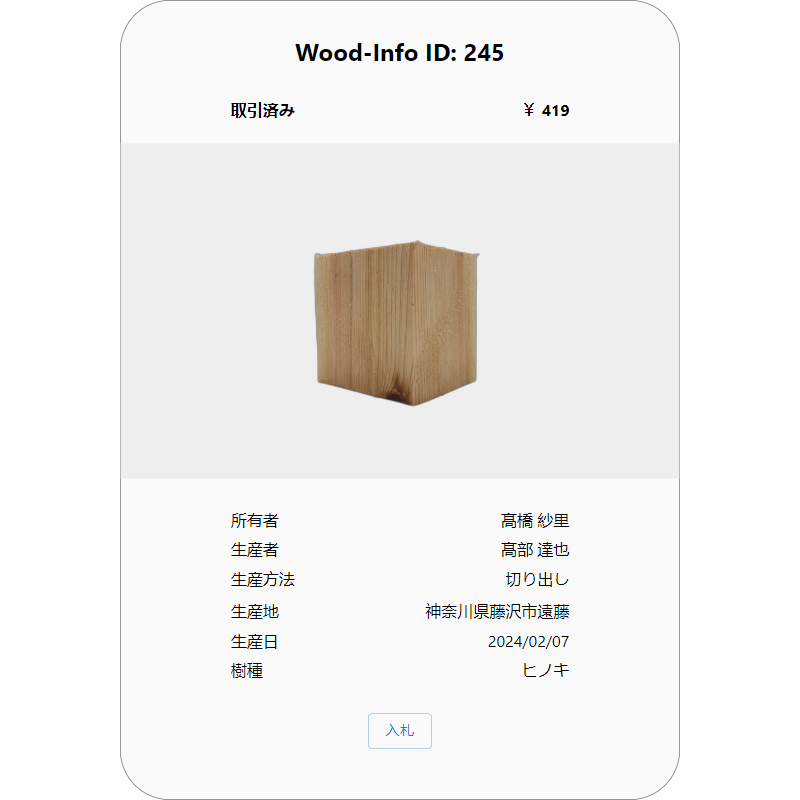 Wood-Info ID: 245
取引済み ¥ 419
所有者 髙橋 紗里
生産者 髙部 達也
生産方法 切り出し
生産地 神奈川県藤沢市遠藤
生産日 2024/02/07
樹種 ヒノキ
入札